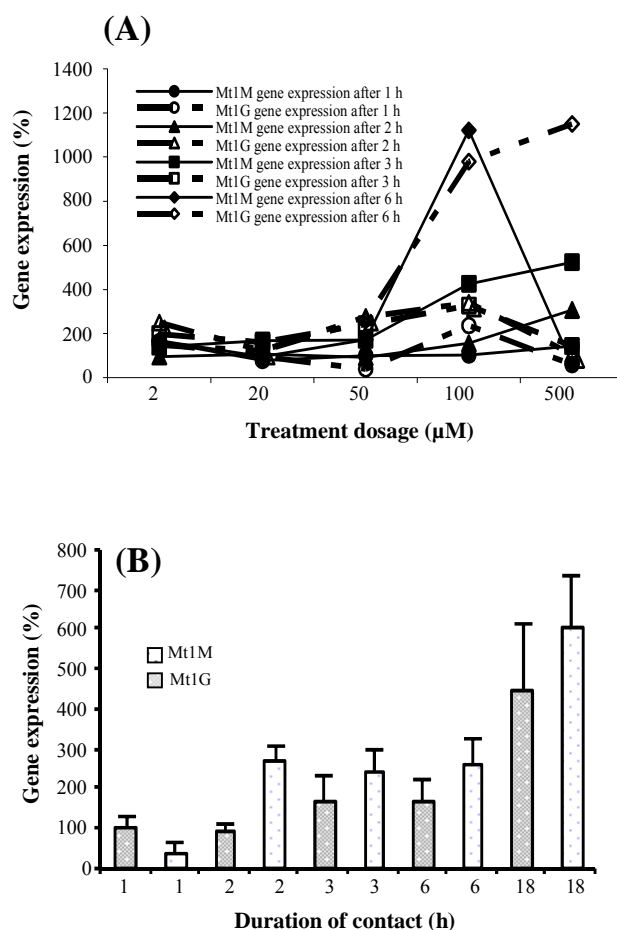 (A)
Gene expression (%)
1400
1200
1000
800
600
400
200
0
Mt1M gene expression after 1 h
Mt1G gene expression after 1 h
Mt1M gene expression after 2 h
Mt1G gene expression after 2 h
Mt1M gene expression after 3 h
Mt1G gene expression after 3 h
Mt1M gene expression after 6 h
Mt1G gene expression after 6 h
2 20 50 100 500
Treatment dosage (µM)
(B)
Gene expression (%)
800
700
600
500
400
300
200
100
0
Mt1M
Mt1G
1 1 2 2 3 3 6 6 18 18
Duration of contact (h)